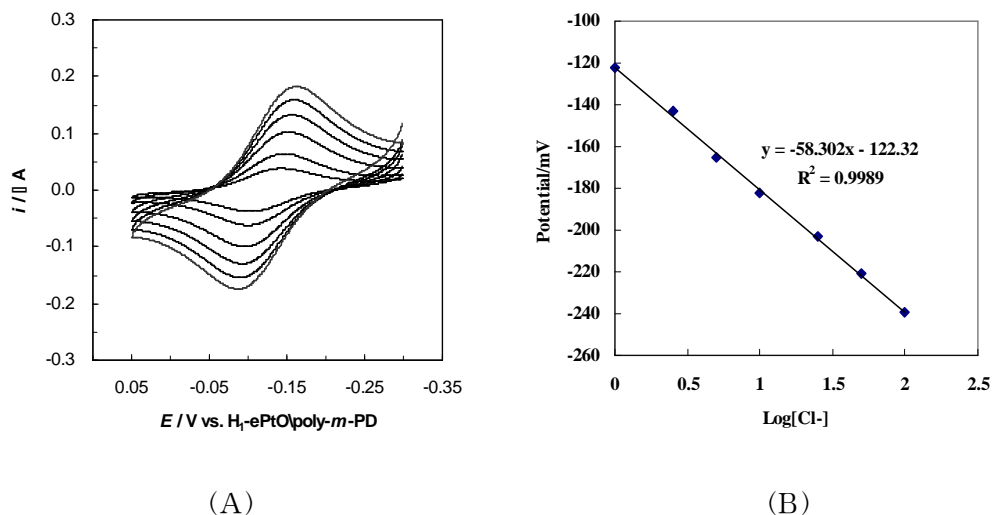 0.3
0.2
0.1
0.0
-0.1
-0.2
-0.3
i / ▯ A
0.05 -0.05 -0.15 -0.25 -0.35
E / V vs. H₁-ePtO\poly-m-PD
(A)
-100
-120
-140
-160
-180
-200
-220
-240
-260
Potential/mV
y = -58.302x - 122.32
R² = 0.9989
0 0.5 1 1.5 2 2.5
Log[Cl-]
(B)